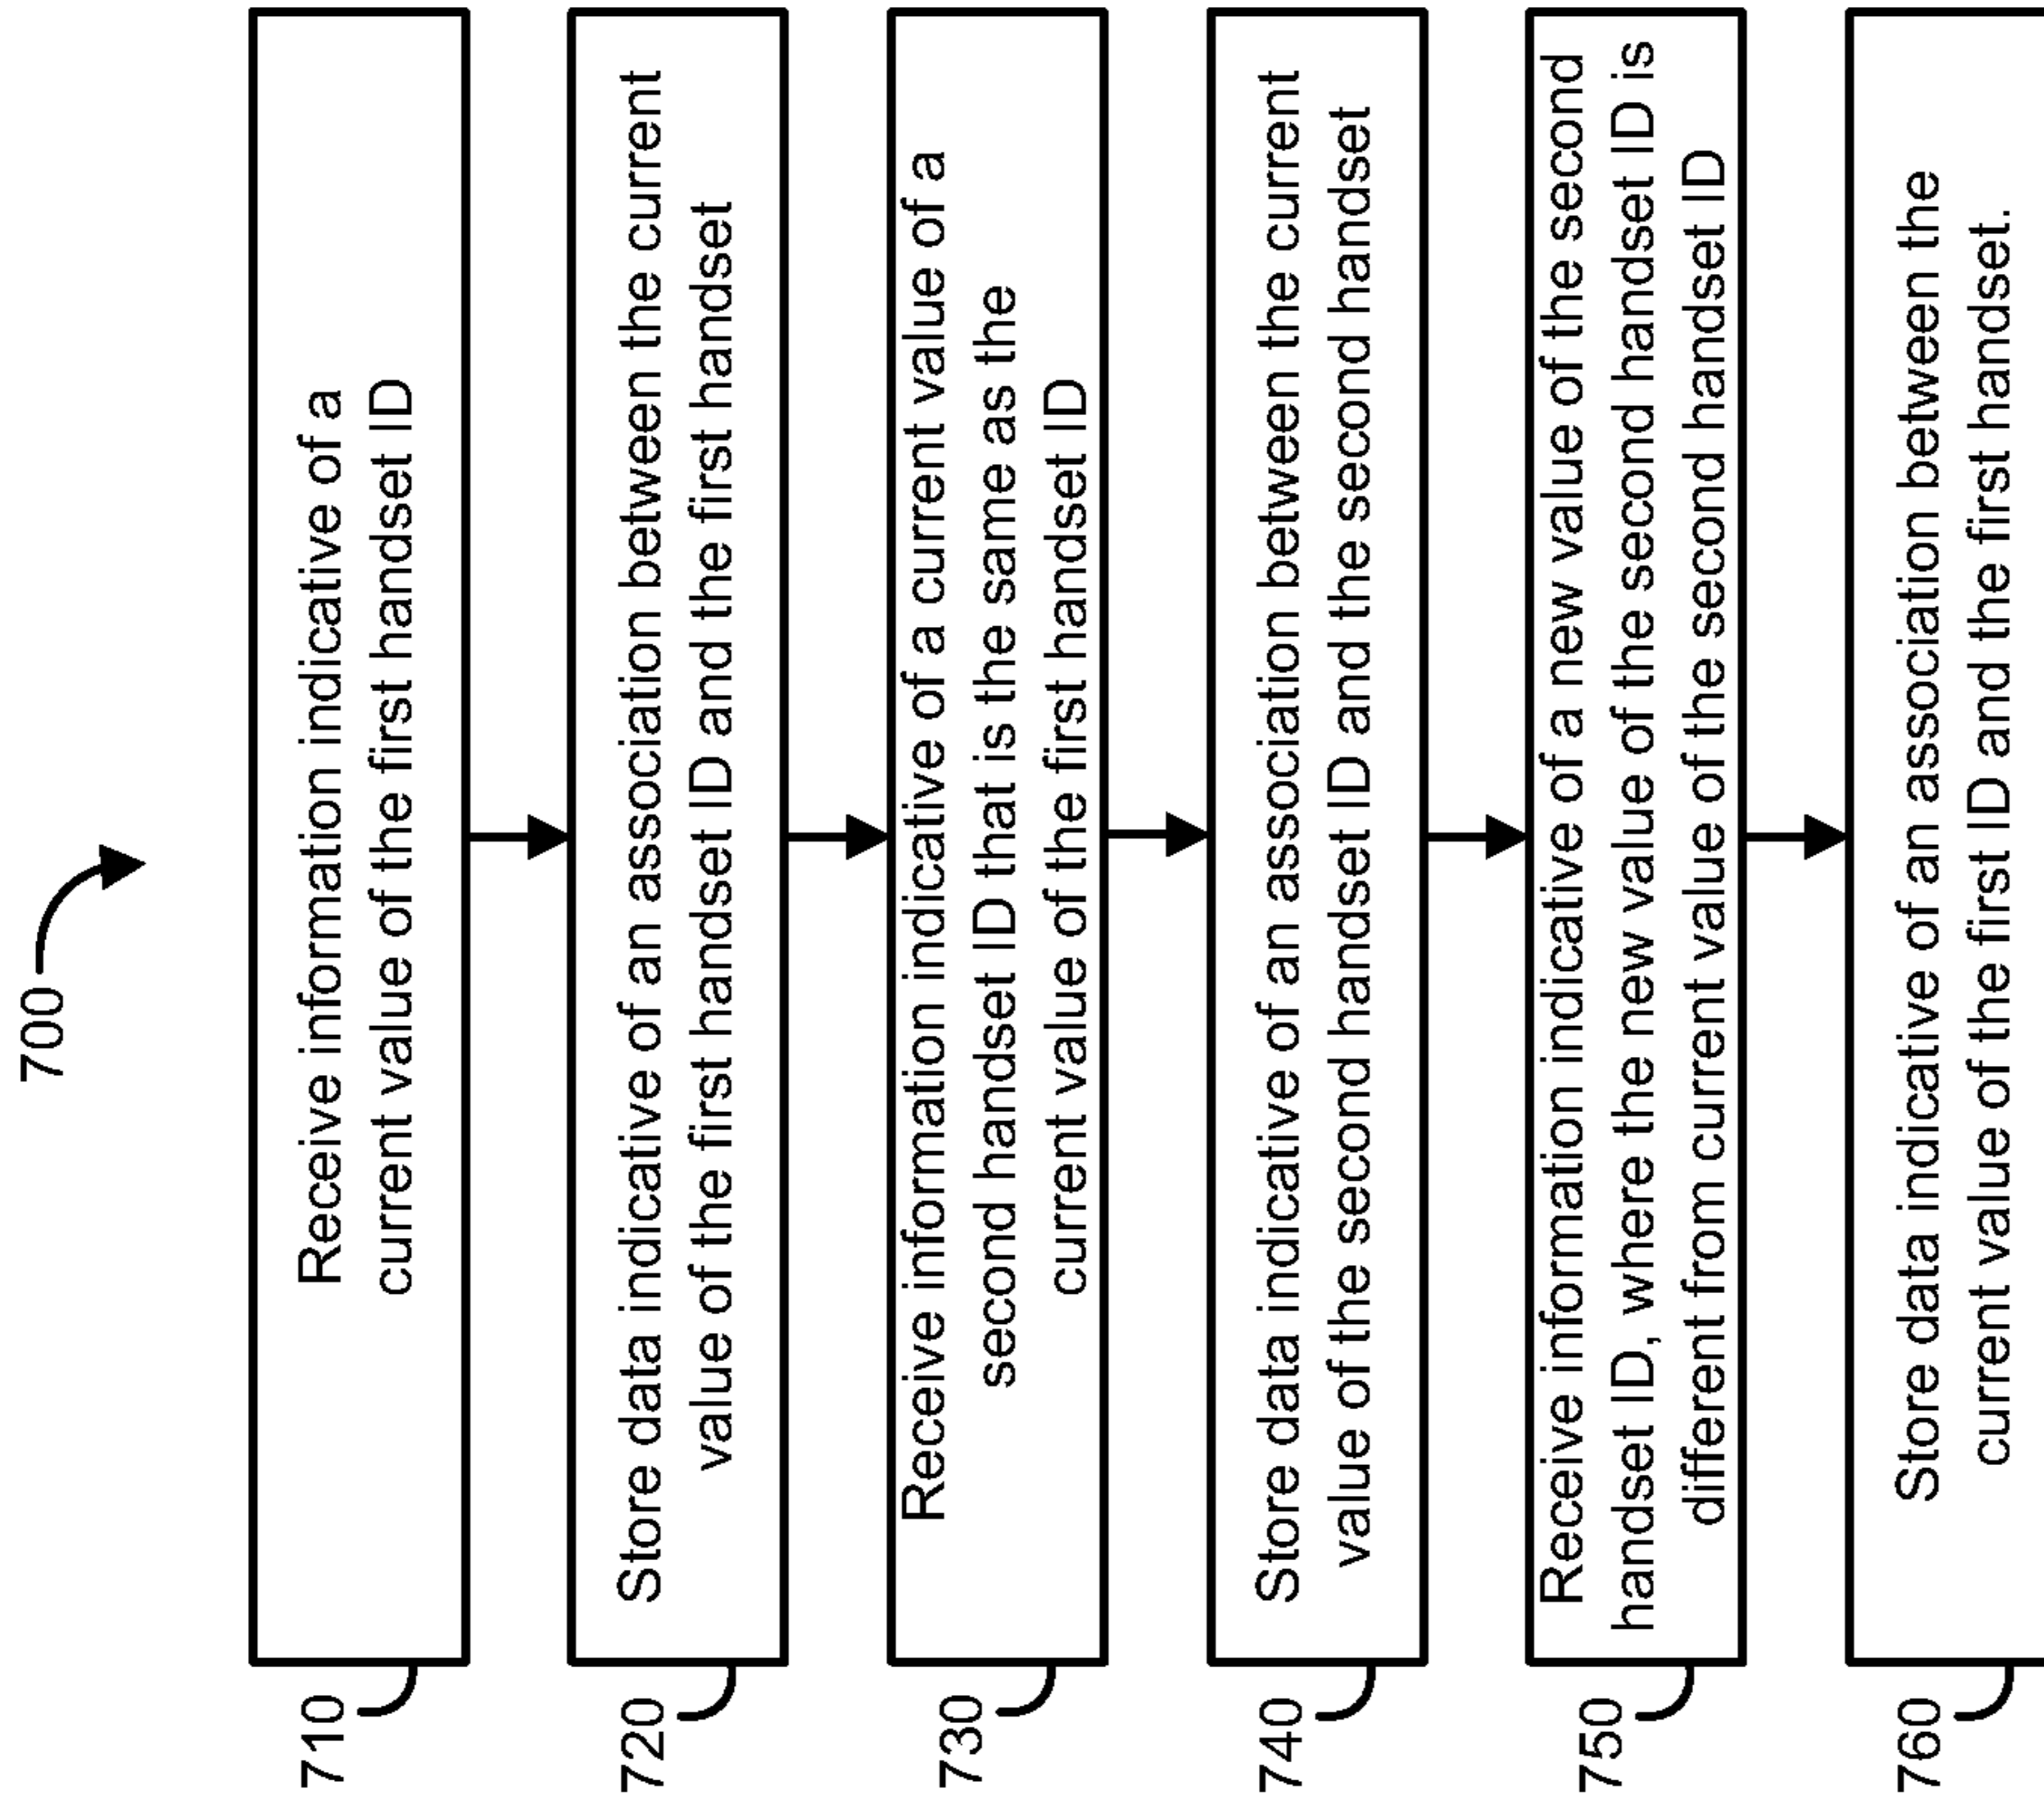 700
710
Receive information indicative of a
current value of the first handset ID
720
Store data indicative of an association between the current
value of the first handset ID and the first handset
730
Receive information indicative of a current value of a
second handset ID that is the same as the
current value of the first handset ID
740
Store data indicative of an association between the current
value of the second handset ID and the second handset
750
Receive information indicative of a new value of the second
handset ID, where the new value of the second handset ID is
different from current value of the second handset ID
760
Store data indicative of an association between the
current value of the first ID and the first handset.